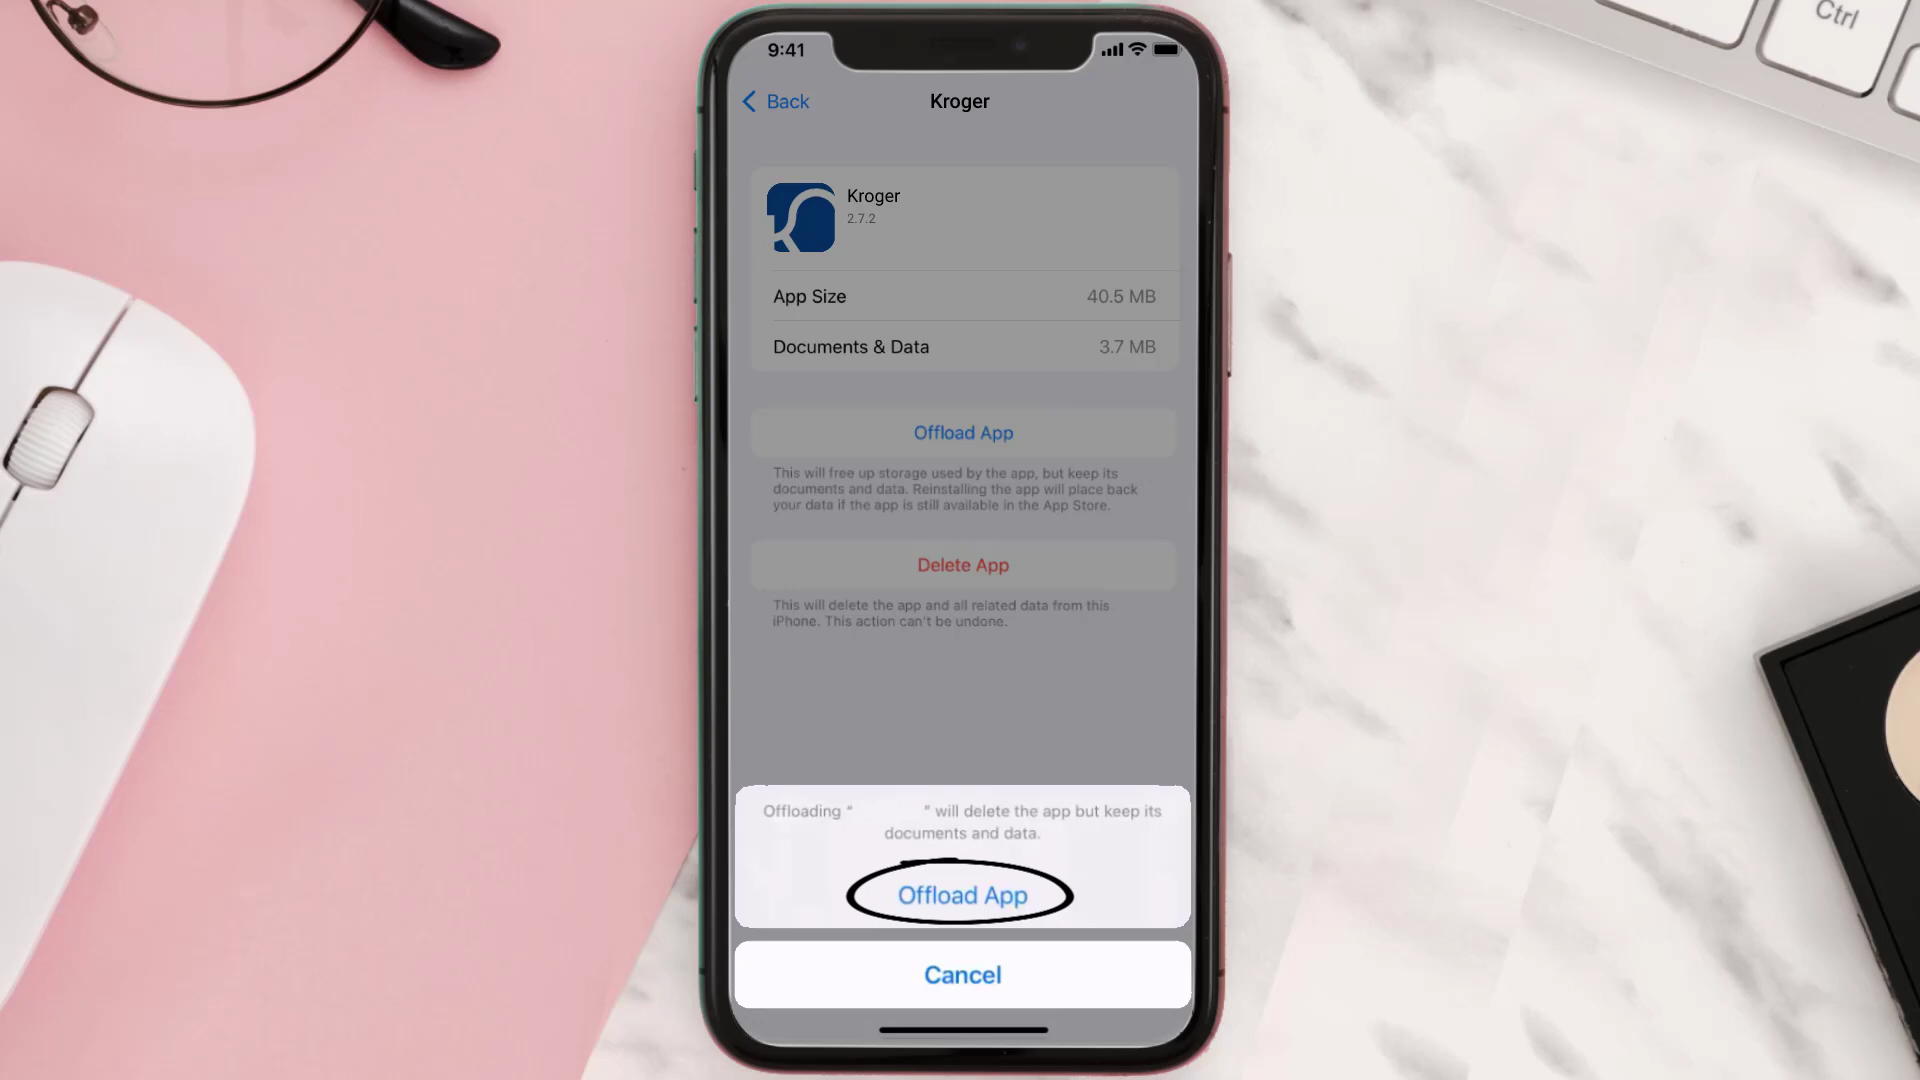 Ctrl
9:41
Back
Kroger
Kroger
2.7.2
App Size 40.5 MB
Documents & Data 3.7 MB
Offload App
This will free up storage used by the app, but keep its
documents and data. Reinstalling the app will place back
your data if the app is still available in the App Store.
Delete App
This will delete the app and all related data from this
iPhone. This action can't be undone.
Offloading “ ” will delete the app but keep its
documents and data.
Offload App
Cancel